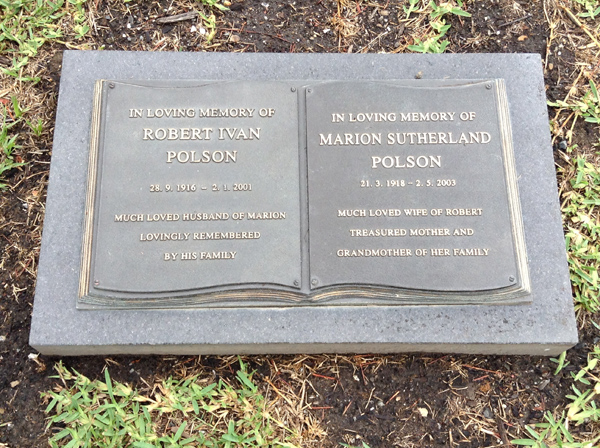 IN LOVING MEMORY OF
ROBERT IVAN
POLSON
28. 9. 1916 – 2. 1. 2001
MUCH LOVED HUSBAND OF MARION
LOVINGLY REMEMBERED
BY HIS FAMILY
IN LOVING MEMORY OF
MARION SUTHERLAND
POLSON
21. 3. 1918 – 2. 5. 2003
MUCH LOVED WIFE OF ROBERT
TREASURED MOTHER AND
GRANDMOTHER OF HER FAMILY